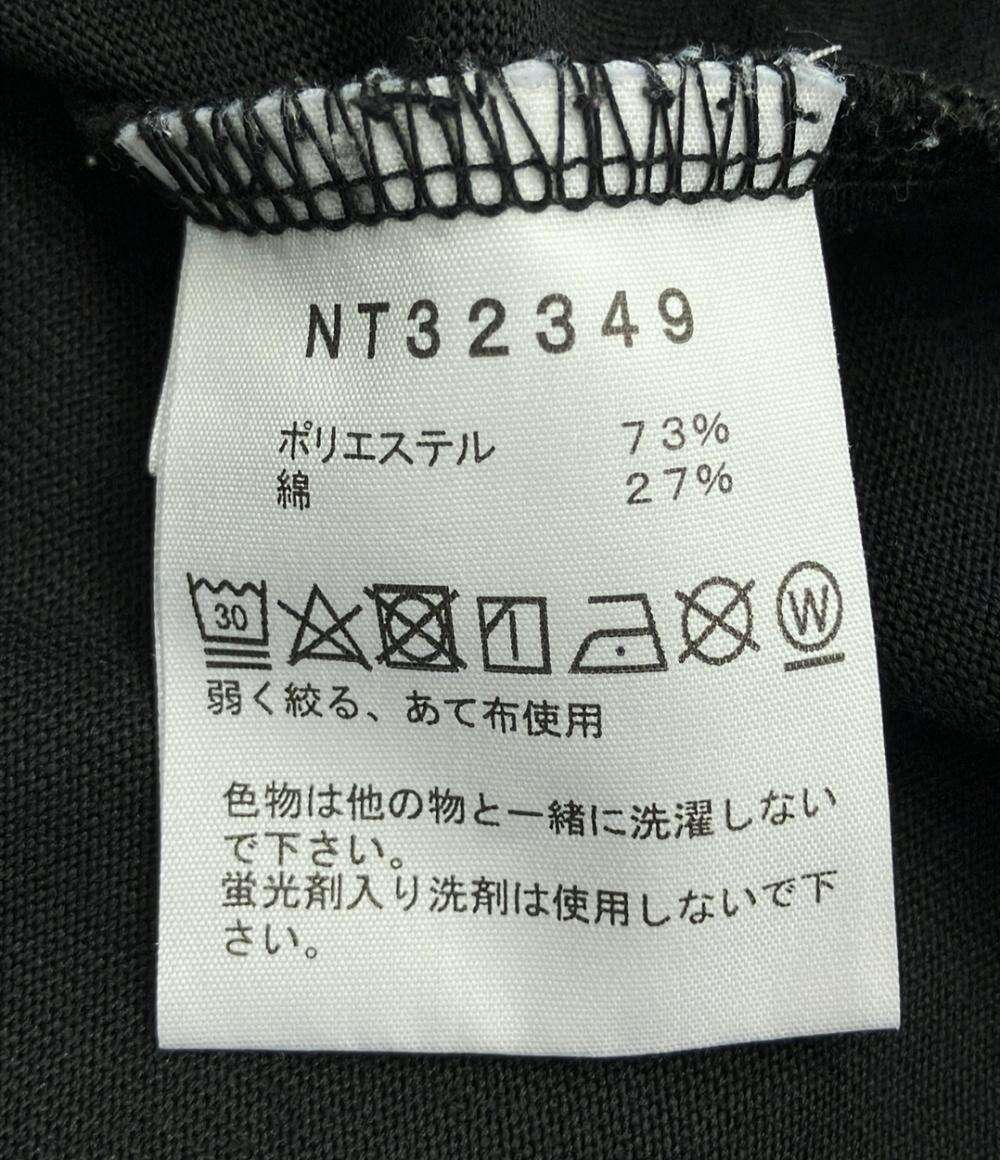 NT32349
ポリエステル 73%
綿 27%
30 W
弱く絞る、あて布使用
色物は他の物と一緒に洗濯しない
で下さい。
蛍光剤入り洗剤は使用しないで下
さい。